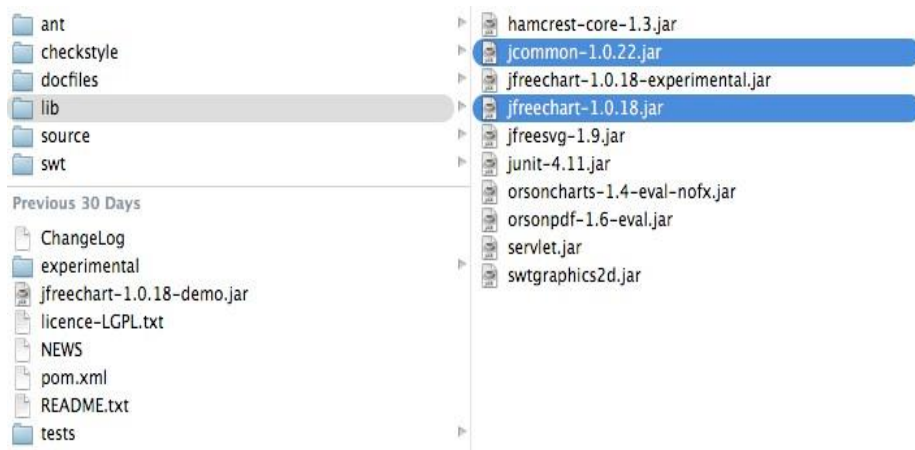 ant
checkstyle
docfiles
lib
source
swt
Previous 30 Days
ChangeLog
experimental
jfreechart-1.0.18-demo.jar
licence-LGPL.txt
NEWS
pom.xml
README.txt
tests
hamcrest-core-1.3.jar
jcommon-1.0.22.jar
jfreechart-1.0.18-experimental.jar
jfreechart-1.0.18.jar
jfreesvg-1.9.jar
junit-4.11.jar
orsoncharts-1.4-eval-nofx.jar
orsonpdf-1.6-eval.jar
servlet.jar
swtgraphics2d.jar